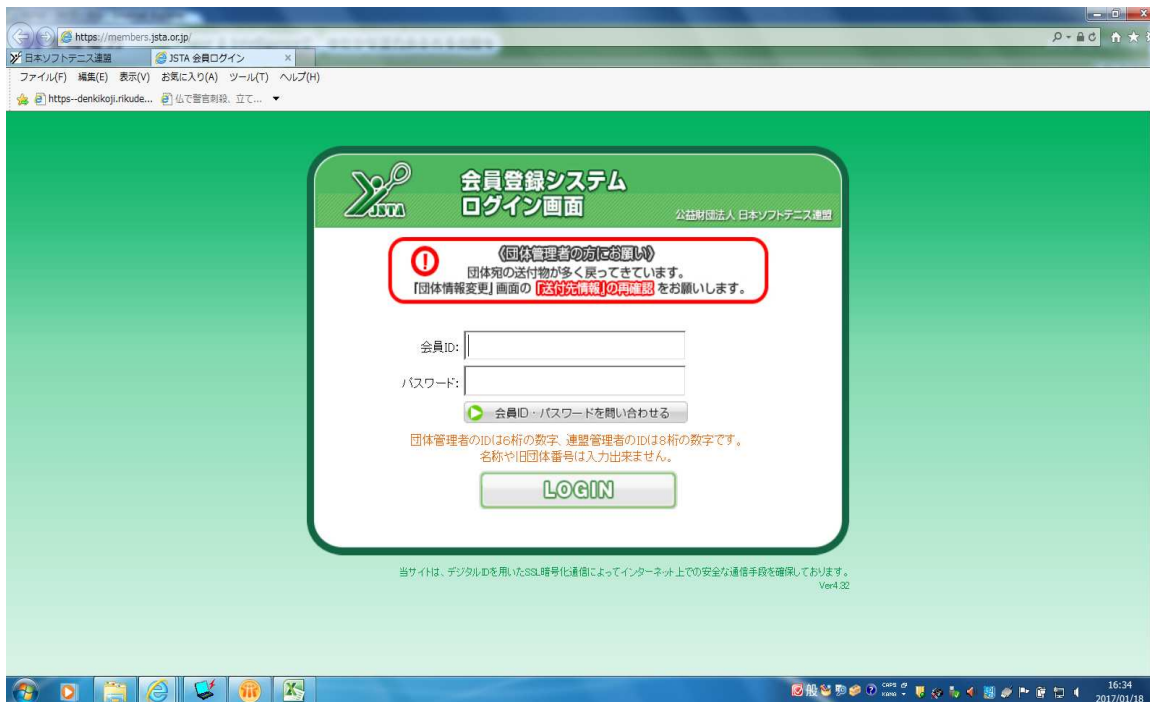 https://members.jsta.or.jp/
日本ソフトテニス連盟
JSTA 会員ログイン
×
ファイル(F) 編集(E) 表示(V) お気に入り(A) ツール(T) ヘルプ(H)
https--denkikoji.rikude...
仏で警官刺殺、立て...
JSTA
会員登録システム
ログイン画面
公益財団法人 日本ソフトテニス連盟
《団体管理者の方にお願い》
団体宛の送付物が多く戻ってきています。
『団体情報変更』画面の『送付先情報』の再確認をお願いします。
会員ID:
パスワード:
会員ID・パスワードを問い合わせる
団体管理者のIDは6桁の数字、連盟管理者のIDは8桁の数字です。
名称や旧団体番号は入力出来ません。
LOGIN
当サイトは、デジタルIDを用いたSSL暗号化通信によってインターネット上での安全な通信手段を確保しております。
Ver4.32
般
CAPS
KANA
16:34
2017/01/18